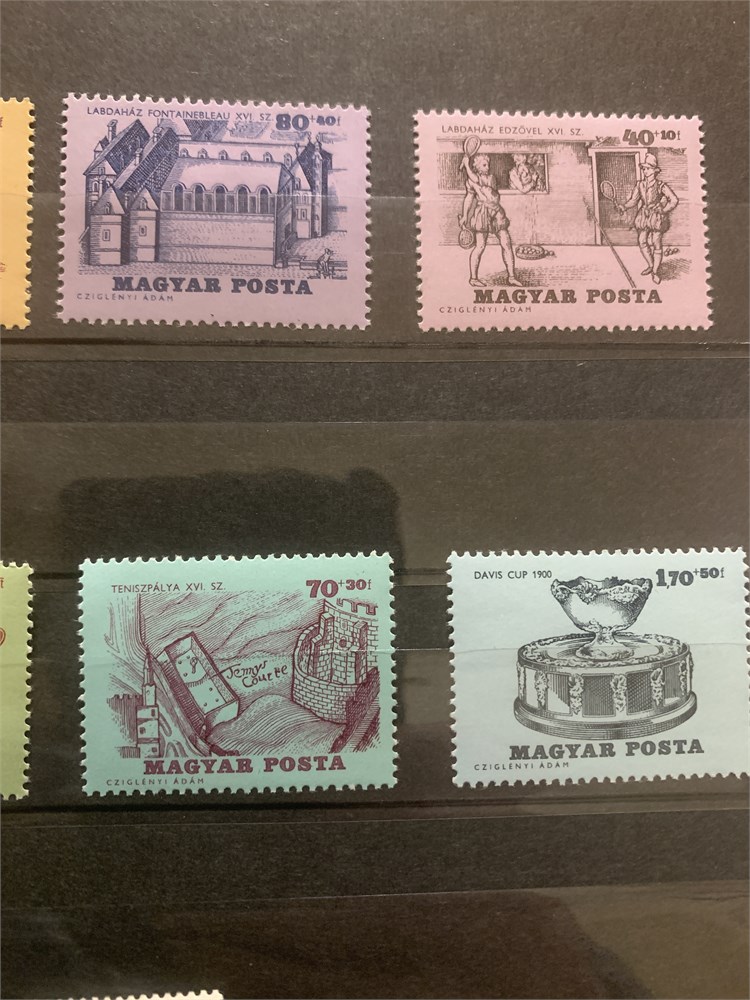 LABDAHÁZ FONTAINEBLEAU XVI. SZ. 80+40f
MAGYAR POSTA
CZIGLÉNYI ÁDÁM
LABDAHÁZ EDZŐVEL XVI. SZ. 40+10f
MAGYAR POSTA
CZIGLÉNYI ÁDÁM
TENISZPÁLYA XVI. SZ. 70+30f
Tennys
Courte
MAGYAR POSTA
CZIGLÉNYI ÁDÁM
DAVIS CUP 1900 1,70+50f
MAGYAR POSTA
CZIGLÉNYI ÁDÁM